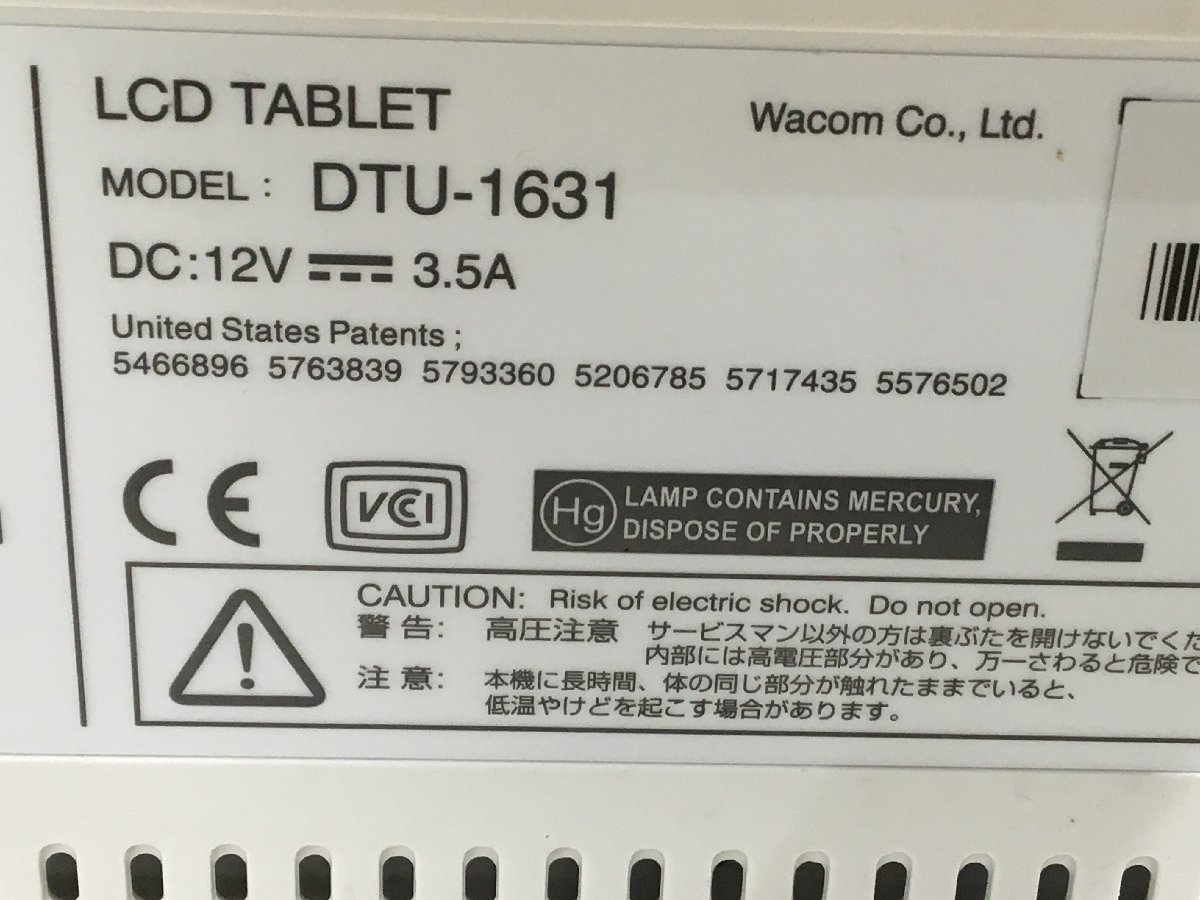 LCD TABLET
Wacom Co., Ltd.
MODEL : DTU-1631
DC:12V 3.5A
United States Patents ;
5466896 5763839 5793360 5206785 5717435 5576502
CE
VCCI
Hg
LAMP CONTAINS MERCURY,
DISPOSE OF PROPERLY
CAUTION: Risk of electric shock. Do not open.
警告: 高圧注意 サービスマン以外の方は裏ぶたを開けないでくだ
内部には高電圧部分があり、万一さわると危険で
注意: 本機に長時間、体の同じ部分が触れたままでいると、
低温やけどを起こす場合があります。